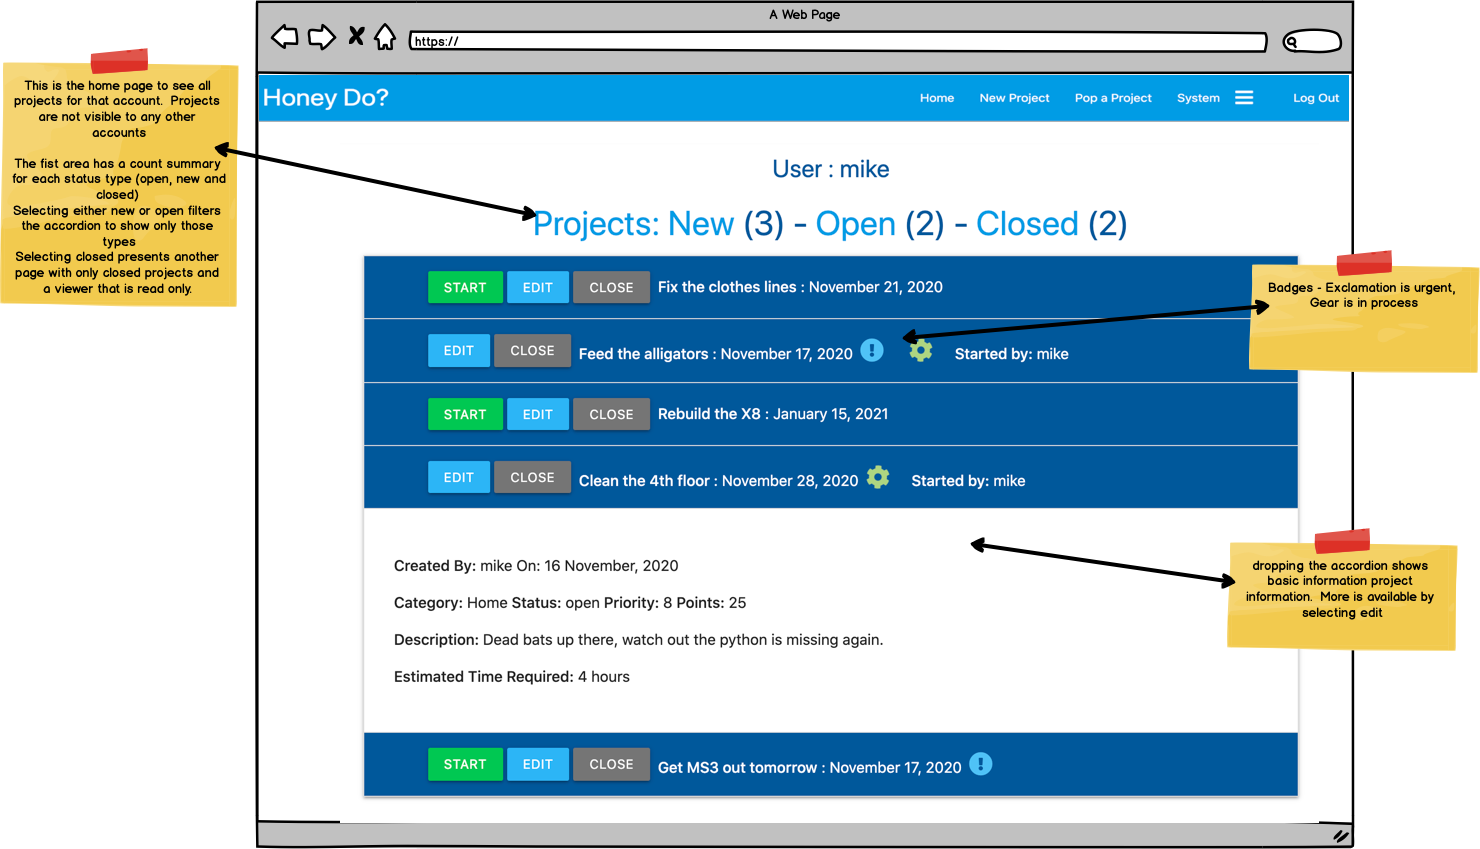 A Web Page
https://
Honey Do?
Home New Project Pop a Project System Log Out
This is the home page to see all
projects for that account. Projects
are not visible to any other
accounts
The fist area has a count summary
for each status type (open, new and
closed)
Selecting either new or open filters
the accordion to show only those
types
Selecting closed presents another
page with only closed projects and
a viewer that is read only.
User : mike
Projects: New (3) - Open (2) - Closed (2)
START EDIT CLOSE Fix the clothes lines : November 21, 2020
Badges - Exclamation is urgent,
Gear is in process
EDIT CLOSE Feed the alligators : November 17, 2020 ! Started by: mike
START EDIT CLOSE Rebuild the X8 : January 15, 2021
EDIT CLOSE Clean the 4th floor : November 28, 2020 Started by: mike
dropping the accordion shows
basic information project
information. More is available by
selecting edit
Created By: mike On: 16 November, 2020
Category: Home Status: open Priority: 8 Points: 25
Description: Dead bats up there, watch out the python is missing again.
Estimated Time Required: 4 hours
START EDIT CLOSE Get MS3 out tomorrow : November 17, 2020 !